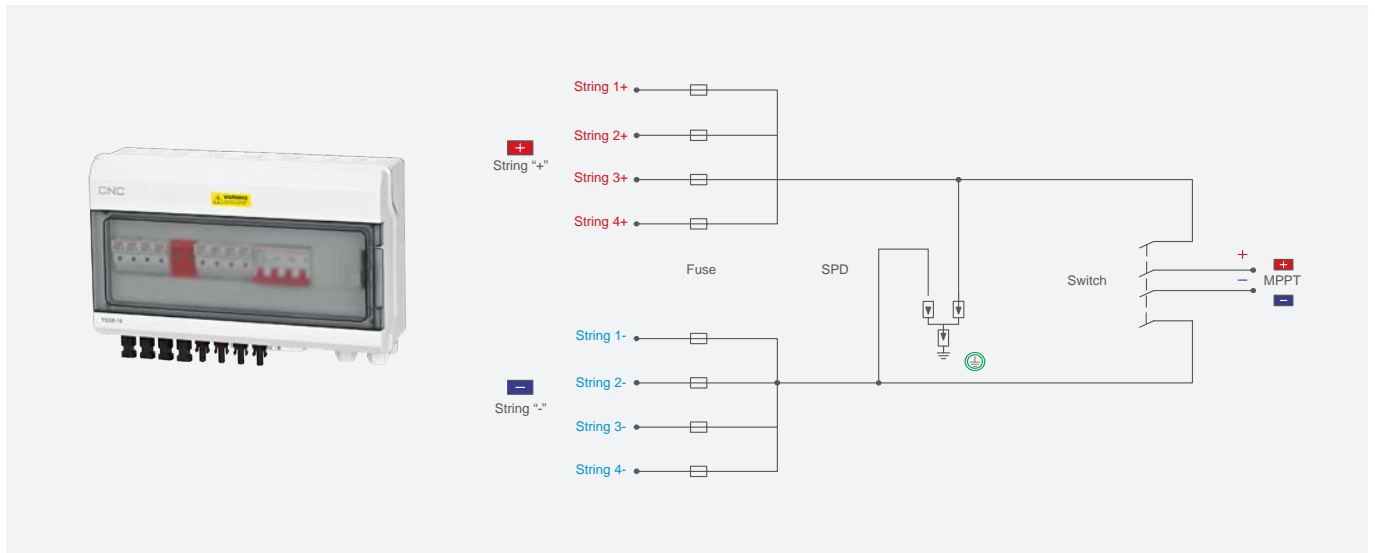 CNC
WARNING
String 1+
String 2+
+
String “+”
String 3+
String 4+
Fuse
SPD
Switch
+
−
+
MPPT
−
String 1-
String 2-
−
String “-”
String 3-
String 4-